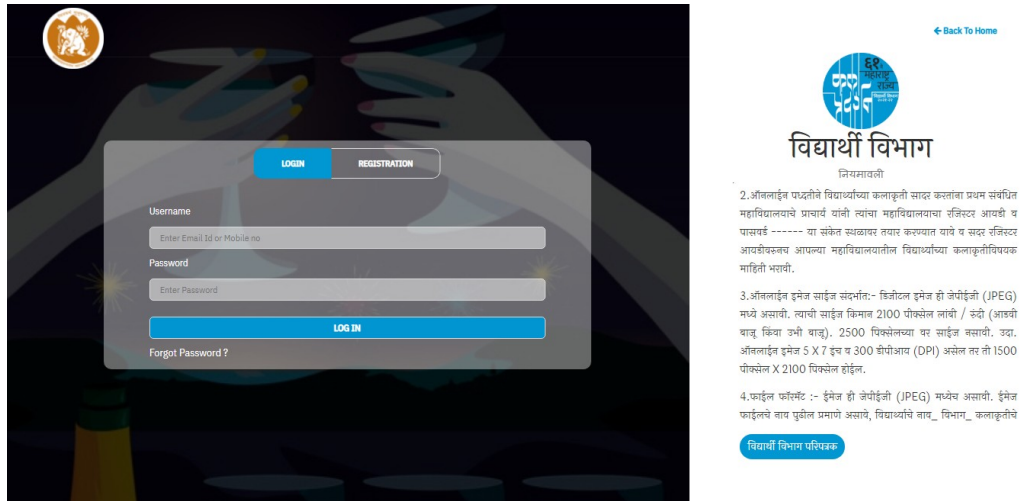 LOGIN
REGISTRATION
Username
Enter Email Id or Mobile no
Password
Enter Password
LOG IN
Forgot Password ?
← Back To Home
६१
महाराष्ट्र
राज्य
विद्यार्थी विभाग
नियमावली
2.ऑनलाईन पध्दतीने विद्यार्थ्यांच्या कलाकृती सादर करतांना प्रथम संबंधित
महाविद्यालयाचे प्राचार्य यांनी त्यांचा महाविद्यालयाचा रजिस्टर आयडी व
पासवर्ड ------ या संकेत स्थळावर तयार करण्यात यावे व सदर रजिस्टर
आयडीवरुनच आपल्या महाविद्यालयातील विद्यार्थ्यांच्या कलाकृतीविषयक
माहिती भरावी.
3.ऑनलाईन इमेज साईज संदर्भात:- डिजीटल इमेज ही जेपीईजी (JPEG)
मध्ये असावी. त्याची साईज किमान 2100 पीक्सेल लांबी / रुंदी (आडवी
बाजू किंवा उभी बाजू). 2500 पिक्सेलच्या वर साईज नसावी. उदा.
ऑनलाईन इमेज 5 X 7 इंच व 300 डीपीआय (DPI) असेल तर ती 1500
पीक्सेल X 2100 पिक्सेल होईल.
4.फाईल फॉरमॅट :- ईमेज ही जेपीईजी (JPEG) मध्येच असावी. ईमेज
फाईलचे नाव पुढील प्रमाणे असावे, विद्यार्थ्याचे नाव_ विभाग_ कलाकृतीचे
विद्यार्थी विभाग परिपत्रक